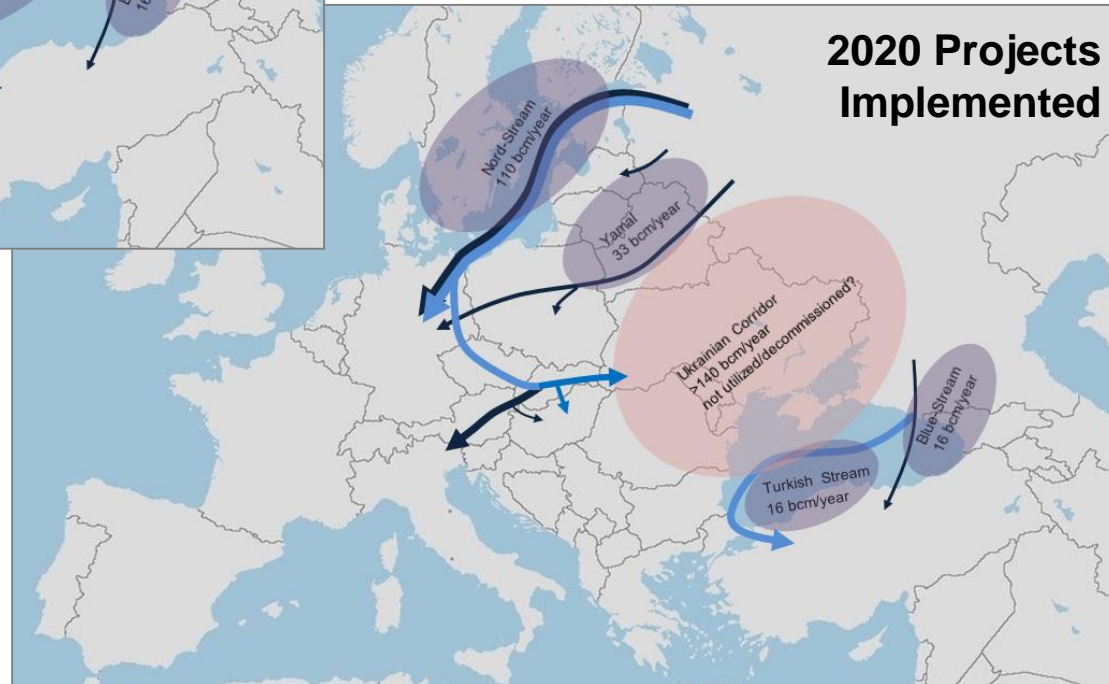 16
2020 Projects
Implemented
Nord-Stream
110 bcm/year
Yamal
33 bcm/year
Ukrainian Corridor
>140 bcm/year
not utilized/decommissioned?
Blue-Stream
16 bcm/year
Turkish Stream
16 bcm/year